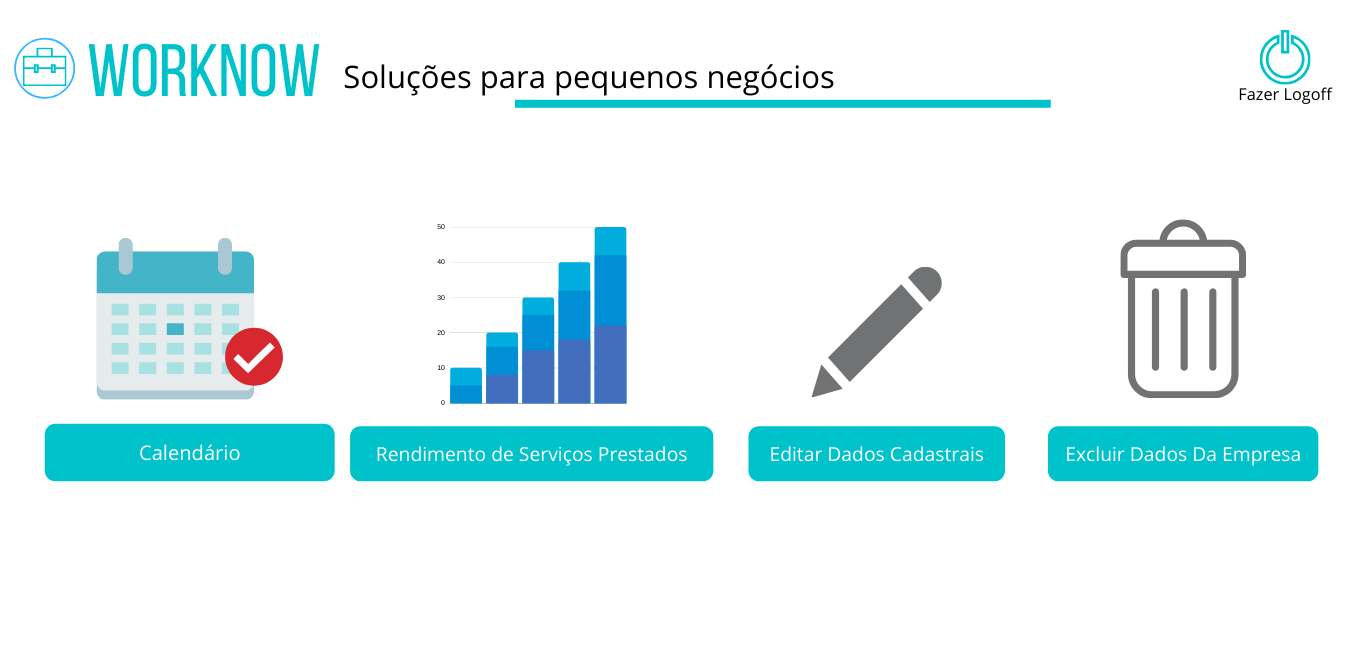 WORKNOW
Soluções para pequenos negócios
Fazer Logoff
50
40
30
20
10
0
Calendário
Rendimento de Serviços Prestados
Editar Dados Cadastrais
Excluir Dados Da Empresa